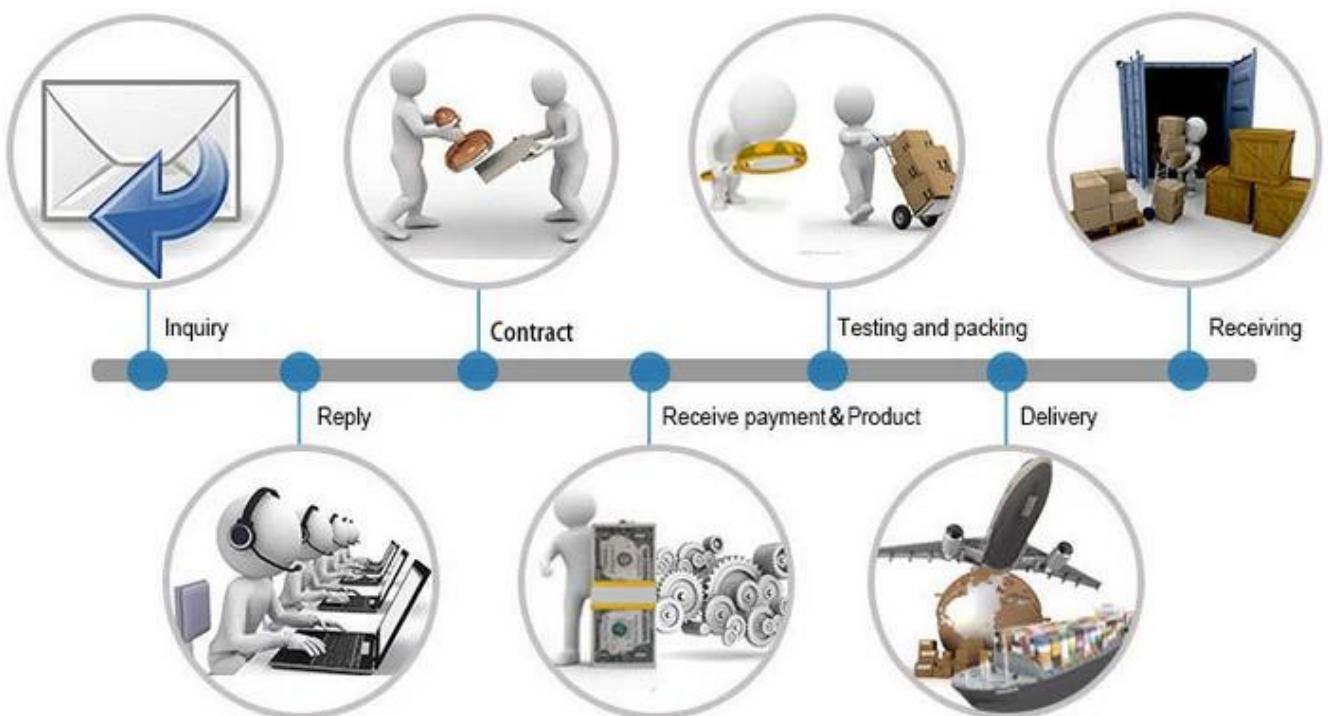 Inquiry
Contract
Testing and packing
Receiving
Reply
Receive payment&Product
Delivery